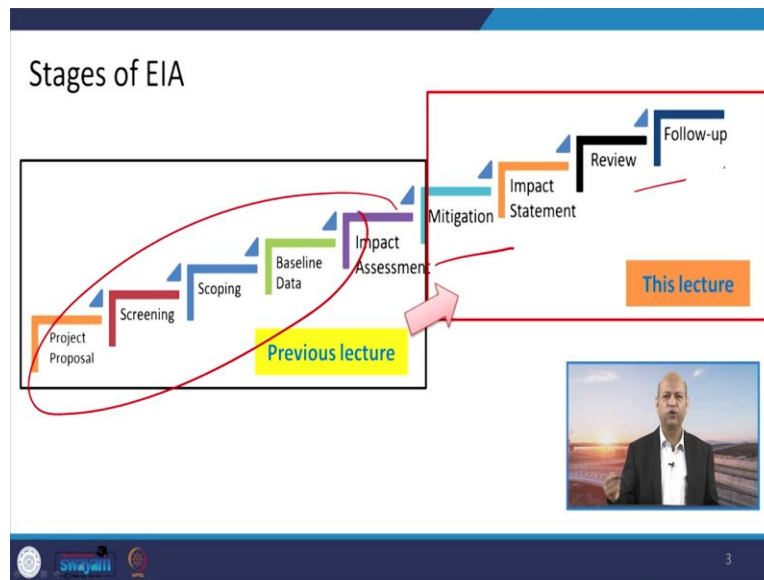 Stages of EIA
Project
Proposal
Screening
Scoping
Baseline
Data
Impact
Assessment
Mitigation
Impact
Statement
Review
Follow-up
Previous lecture
This lecture
swayam
3